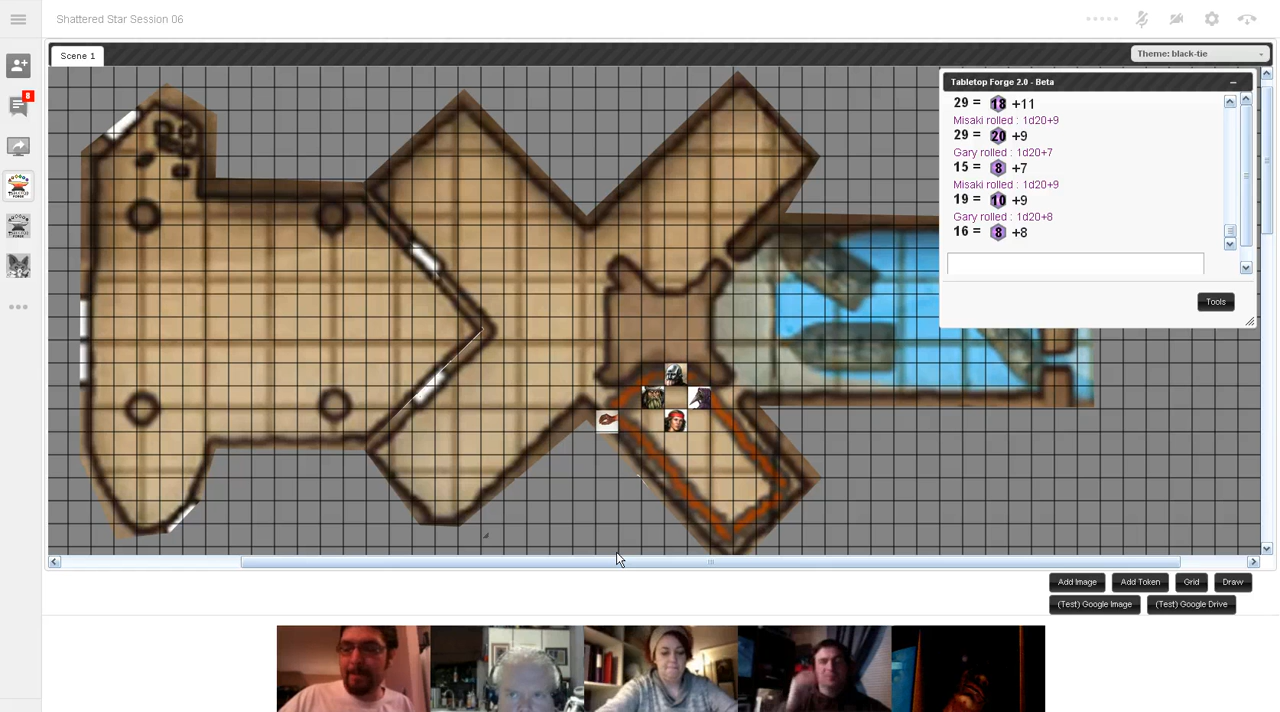 Shattered Star Session 06
Scene 1
Theme: black-tie
8
Tabletop Forge 2.0 - Beta
29 = 18 +11
Misaki rolled : 1d20+9
29 = 20 +9
Gary rolled : 1d20+7
15 = 8 +7
Misaki rolled : 1d20+9
19 = 10 +9
Gary rolled : 1d20+8
16 = 8 +8
Tools
Add Image
Add Token
Grid
Draw
(Test) Google Image
(Test) Google Drive